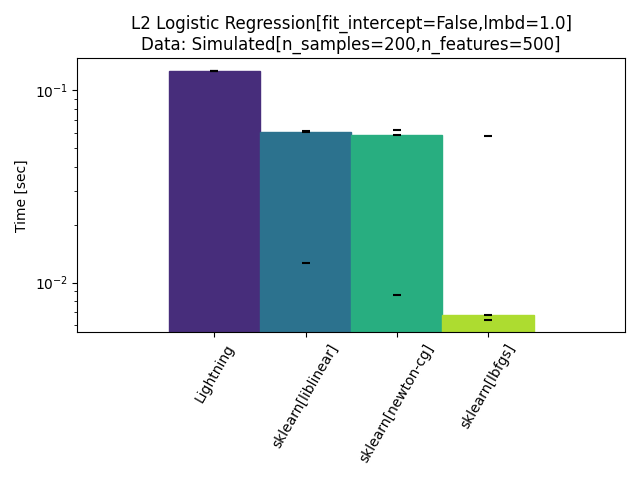 L2 Logistic Regression[fit_intercept=False,lmbd=1.0]
Data: Simulated[n_samples=200,n_features=500]
Time [sec]
10⁻¹
10⁻²
Lightning
sklearn[liblinear]
sklearn[newton-cg]
sklearn[lbfgs]